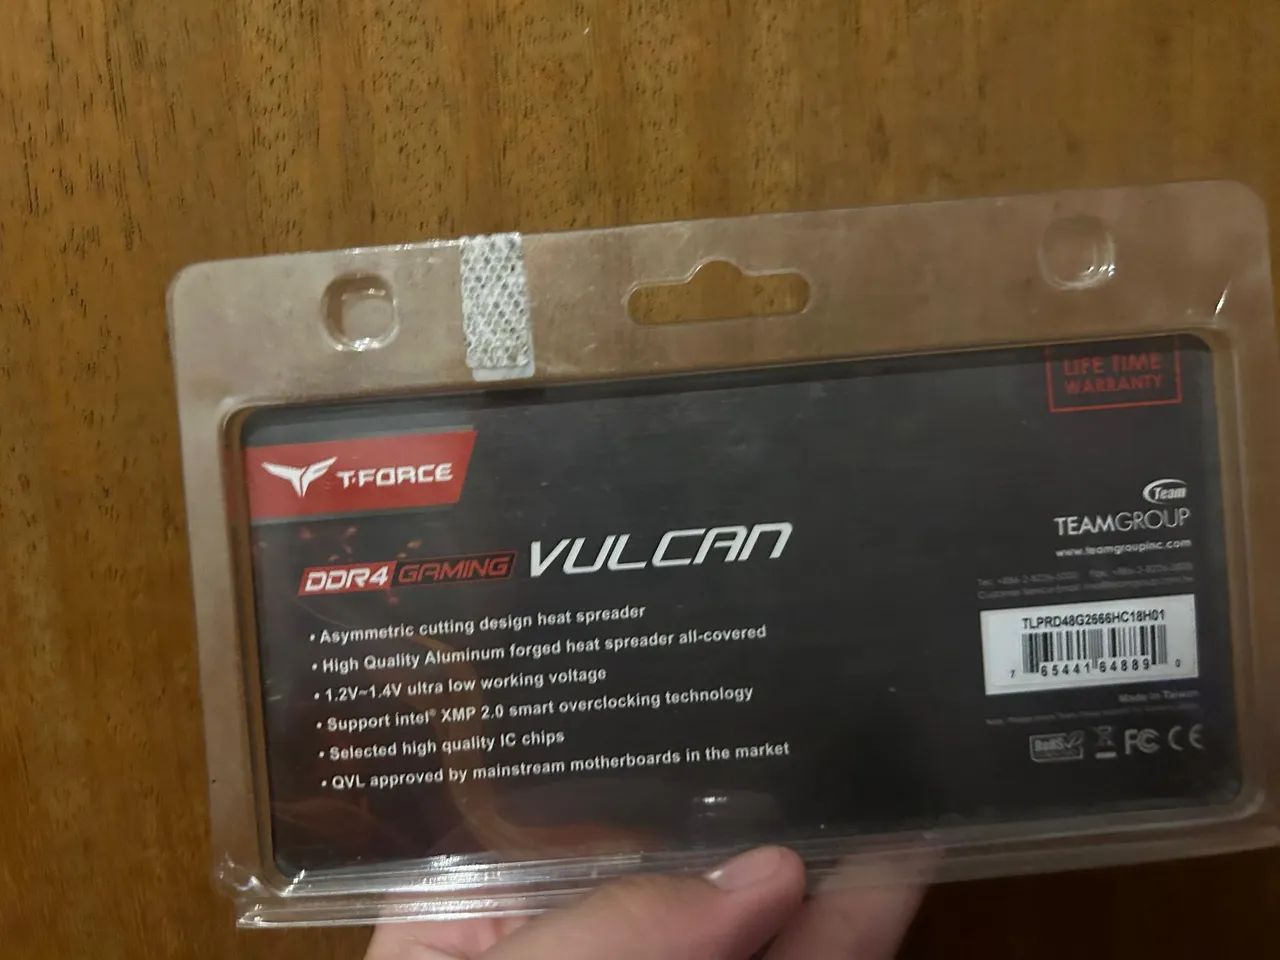 LIFE TIME
WARRANTY
T·FORCE
Team
TEAMGROUP
www.teamgroupinc.com
DDR4 GAMING VULCAN
• Asymmetric cutting design heat spreader
• High Quality Aluminum forged heat spreader all-covered
• 1.2V~1.4V ultra low working voltage
• Support intel® XMP 2.0 smart overclocking technology
• Selected high quality IC chips
• QVL approved by mainstream motherboards in the market
TLPRD48G2666HC18H01
7 65441 64889 0
Made in Taiwan
RoHS FC CE